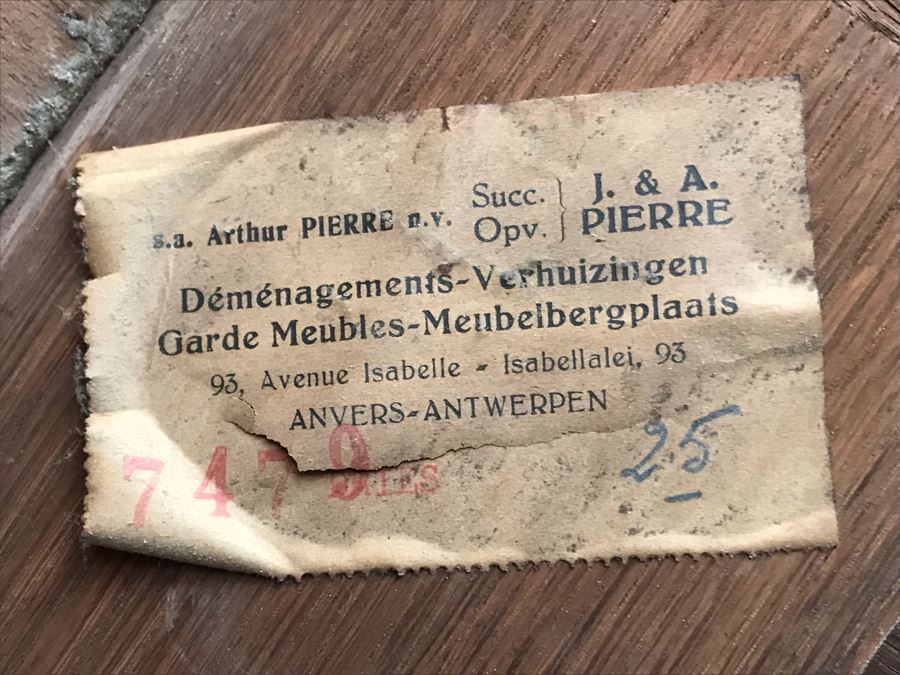 s.a. Arthur PIERRE n.v. Succ. Opv. } J. & A. PIERRE
Déménagements-Verhuizingen
Garde Meubles-Meubelbergplaats
93, Avenue Isabelle - Isabellalei, 93
ANVERS-ANTWERPEN
7479
25